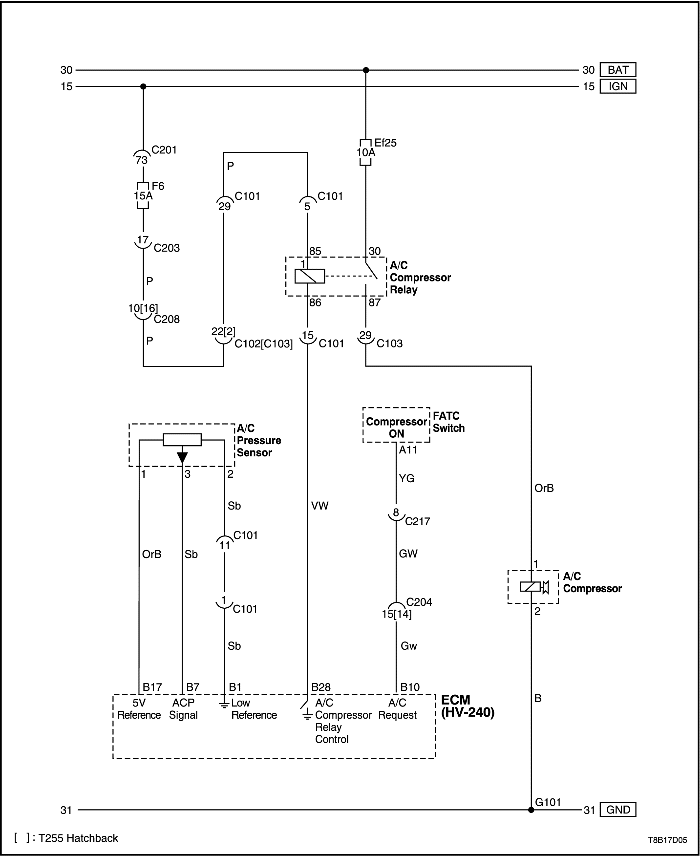 30
30
BAT
15
15
IGN
C201
73
Ef25
10A
P
F6
15A
C101
29
C101
5
17
C203
P
85
30
1
A/C
Compressor
Relay
86
87
10[16]
C208
P
22[2]
C102[C103]
15
C101
29
C103
A/C
Pressure
Sensor
Compressor
ON
FATC
Switch
1
3
2
A11
Sb
VW
YG
OrB
8
C217
C101
11
OrB
Sb
GW
1
A/C
Compressor
2
1
C101
C204
15[14]
Sb
Gw
B17
B7
B1
B28
B10
B
5V
Reference
ACP
Signal
Low
Reference
A/C
Compressor
Relay
Control
A/C
Request
ECM
(HV-240)
31
G101
31
GND
[ ] : T255 Hatchback
T8B17D05